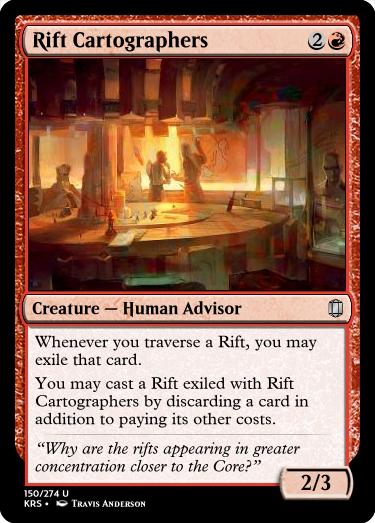 Rift Cartographers 2
Creature — Human Advisor
Whenever you traverse a Rift, you may
exile that card.
You may cast a Rift exiled with Rift
Cartographers by discarding a card in
addition to paying its other costs.
“Why are the rifts appearing in greater
concentration closer to the Core?”
2/3
150/274 U
KRS • Travis Anderson